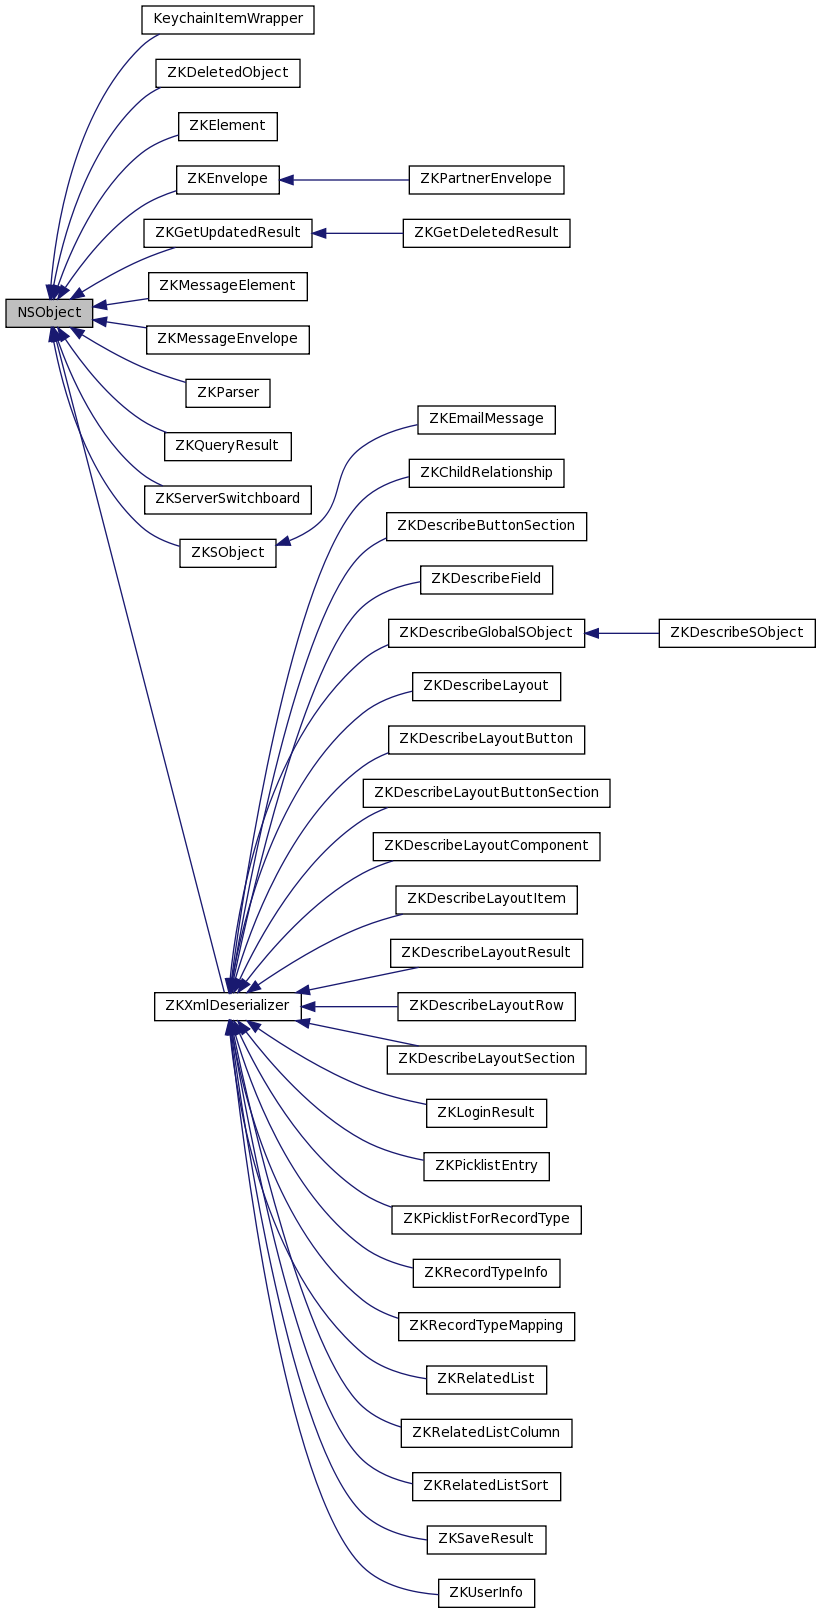 KeychainItemWrapper
ZKDeletedObject
ZKElement
ZKEnvelope
ZKPartnerEnvelope
ZKGetUpdatedResult
ZKGetDeletedResult
ZKMessageElement
NSObject
ZKMessageEnvelope
ZKParser
ZKEmailMessage
ZKQueryResult
ZKChildRelationship
ZKServerSwitchboard
ZKDescribeButtonSection
ZKSObject
ZKDescribeField
ZKDescribeGlobalSObject
ZKDescribeSObject
ZKDescribeLayout
ZKDescribeLayoutButton
ZKDescribeLayoutButtonSection
ZKDescribeLayoutComponent
ZKDescribeLayoutItem
ZKDescribeLayoutResult
ZKXmlDeserializer
ZKDescribeLayoutRow
ZKDescribeLayoutSection
ZKLoginResult
ZKPicklistEntry
ZKPicklistForRecordType
ZKRecordTypeInfo
ZKRecordTypeMapping
ZKRelatedList
ZKRelatedListColumn
ZKRelatedListSort
ZKSaveResult
ZKUserInfo